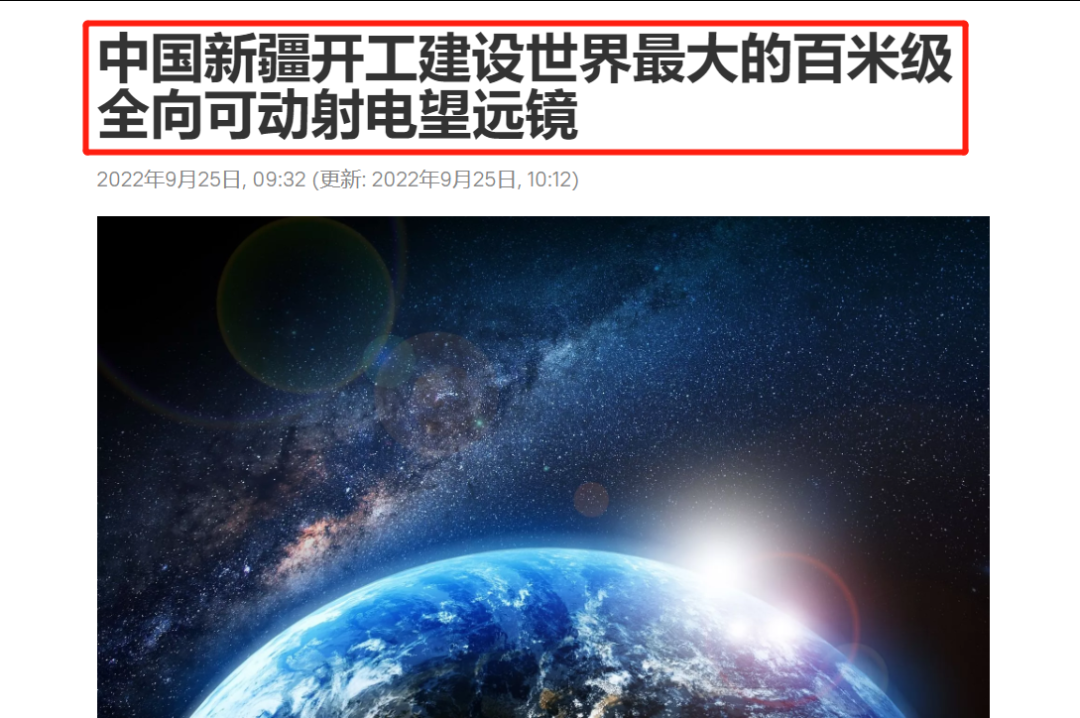 中国新疆开工建设世界最大的百米级
全向可动射电望远镜
2022年9月25日, 09:32 (更新: 2022年9月25日, 10:12)